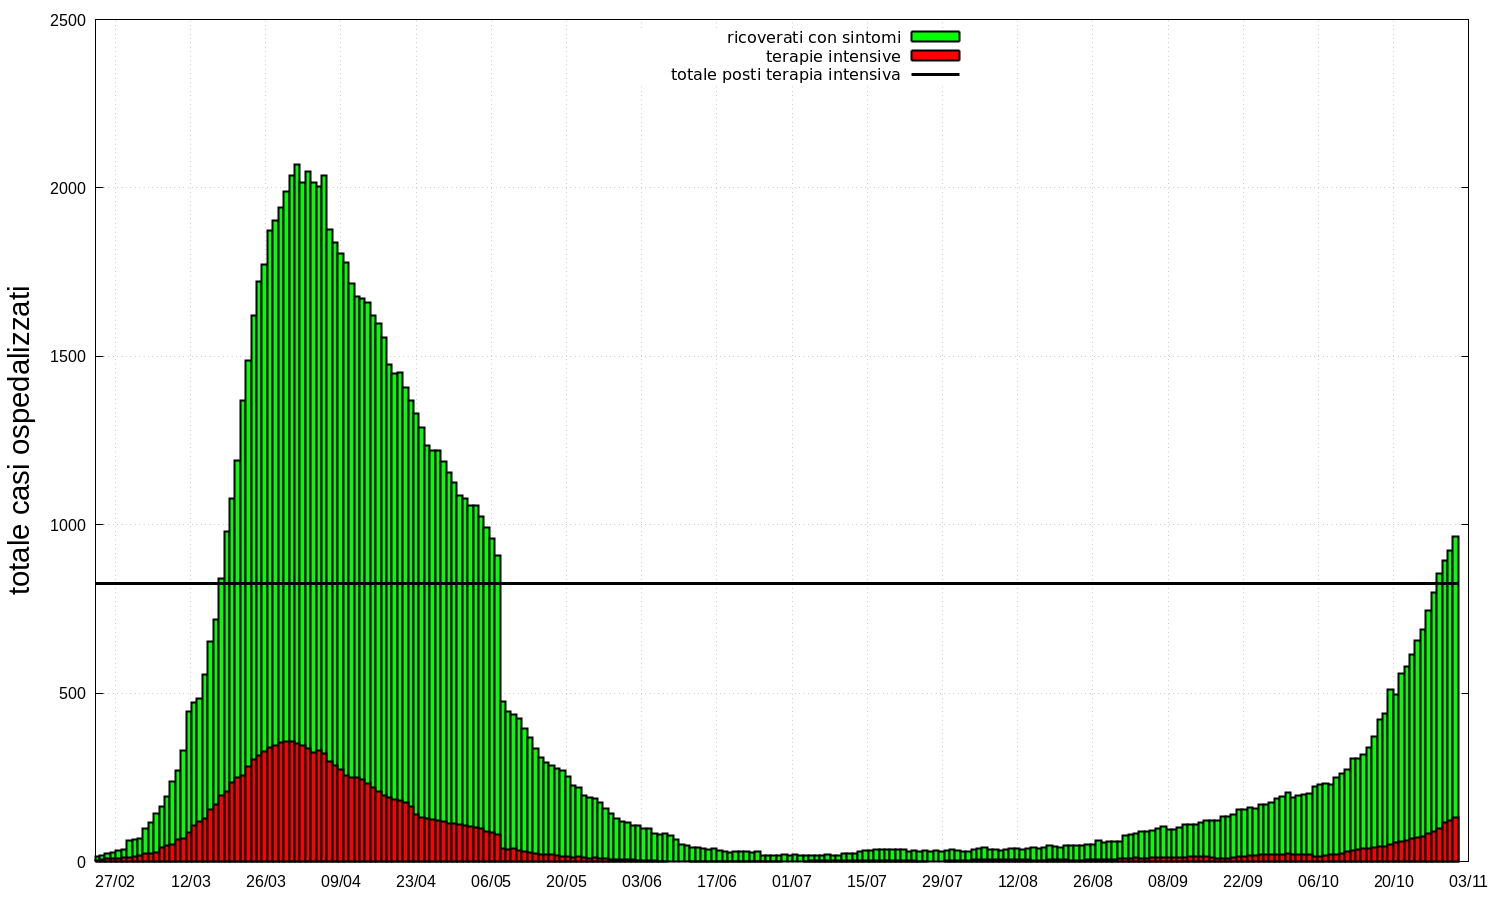 ricoverati con sintomi
terapie intensive
totale posti terapia intensiva
totale casi ospedalizzati
2500
2000
1500
1000
500
0
27/02 12/03 26/03 09/04 23/04 06/05 20/05 03/06 17/06 01/07 15/07 29/07 12/08 26/08 08/09 22/09 06/10 20/10 03/11